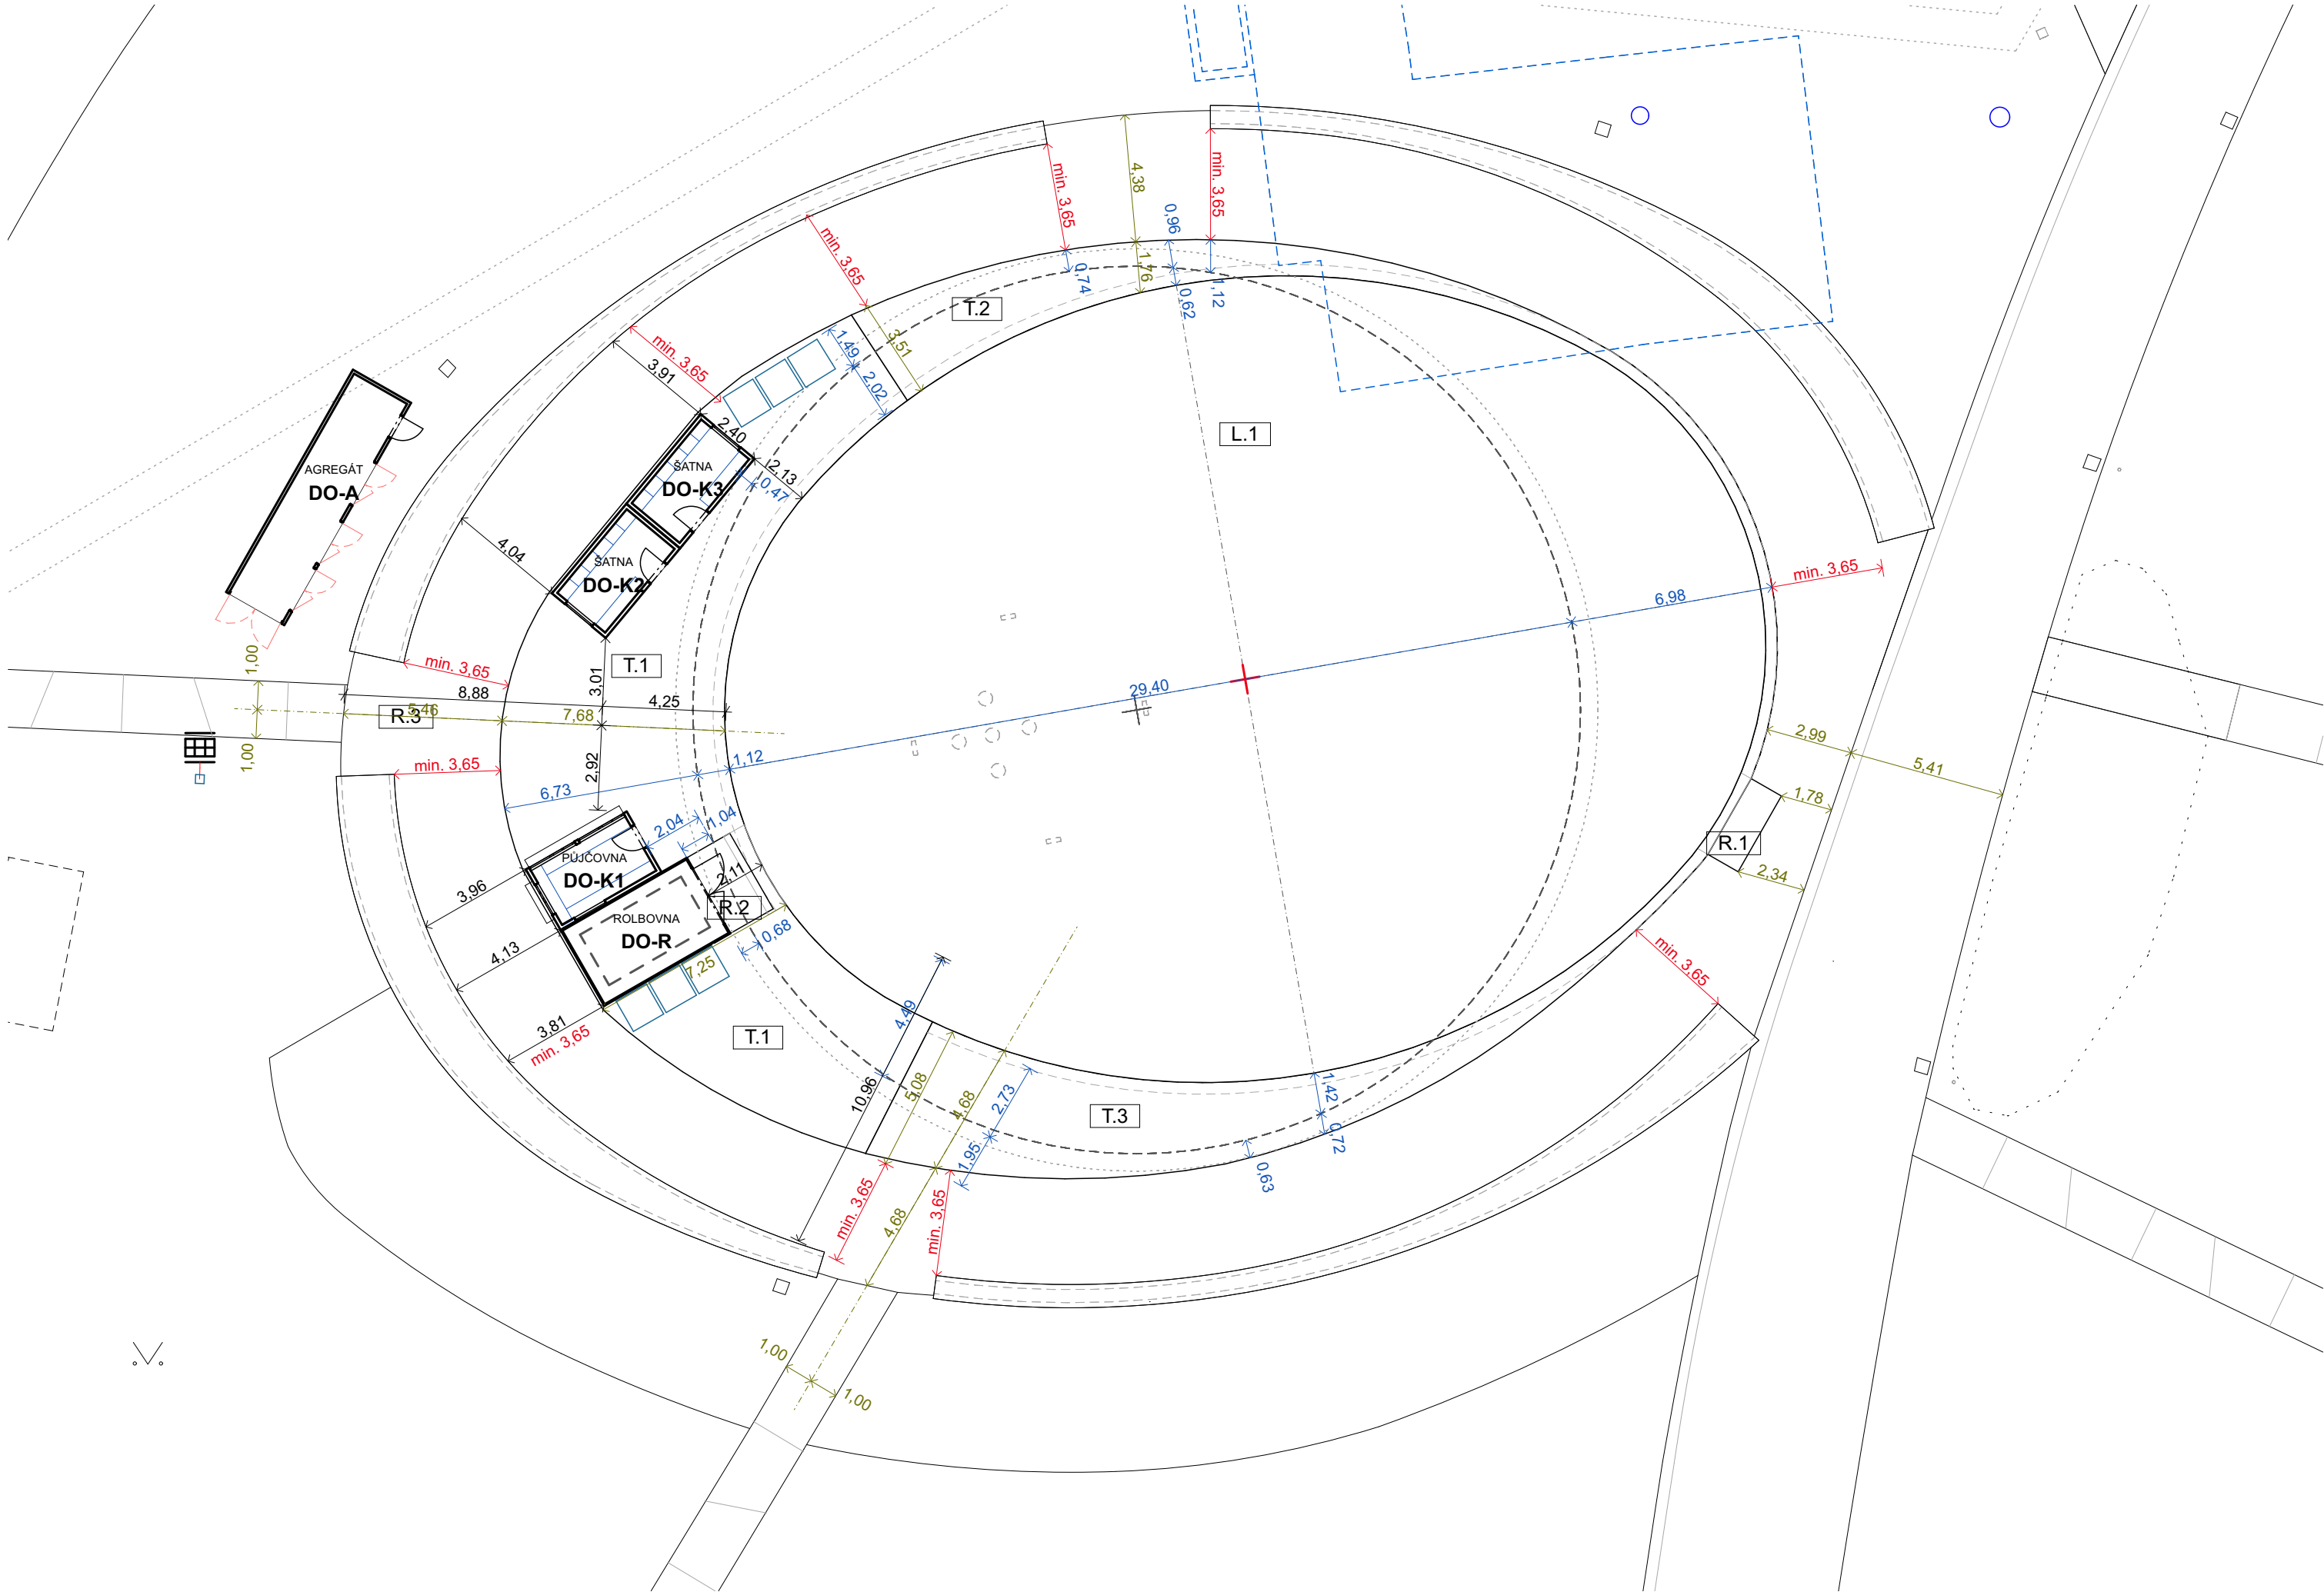 4,38
min. 3,65
min. 3,65
0,96
1,76
0,74
0,62
1,12
min. 3,65
T.2
1,49
3,51
2,02
min. 3,65
3,91
L.1
2,40
2,13
0,47
ŠATNA
DO-K3
AGREGÁT
DO-A
4,04
ŠATNA
DO-K2
min. 3,65
6,98
1,00
min. 3,65
T.1
3,01
8,88
4,25
29,40
R.3
5,46
7,68
1,00
2,99
5,41
min. 3,65
2,92
1,12
6,73
1,78
2,04
1,04
R.1
PŮJČOVNA
DO-K1
2,11
2,34
3,96
R.2
ROLBOVNA
DO-R
0,68
4,13
7,25
min. 3,65
3,81
min. 3,65
4,49
T.1
10,96
5,08
4,68
2,73
T.3
1,42
0,72
1,95
0,63
min. 3,65
4,68
min. 3,65
1,00
1,00